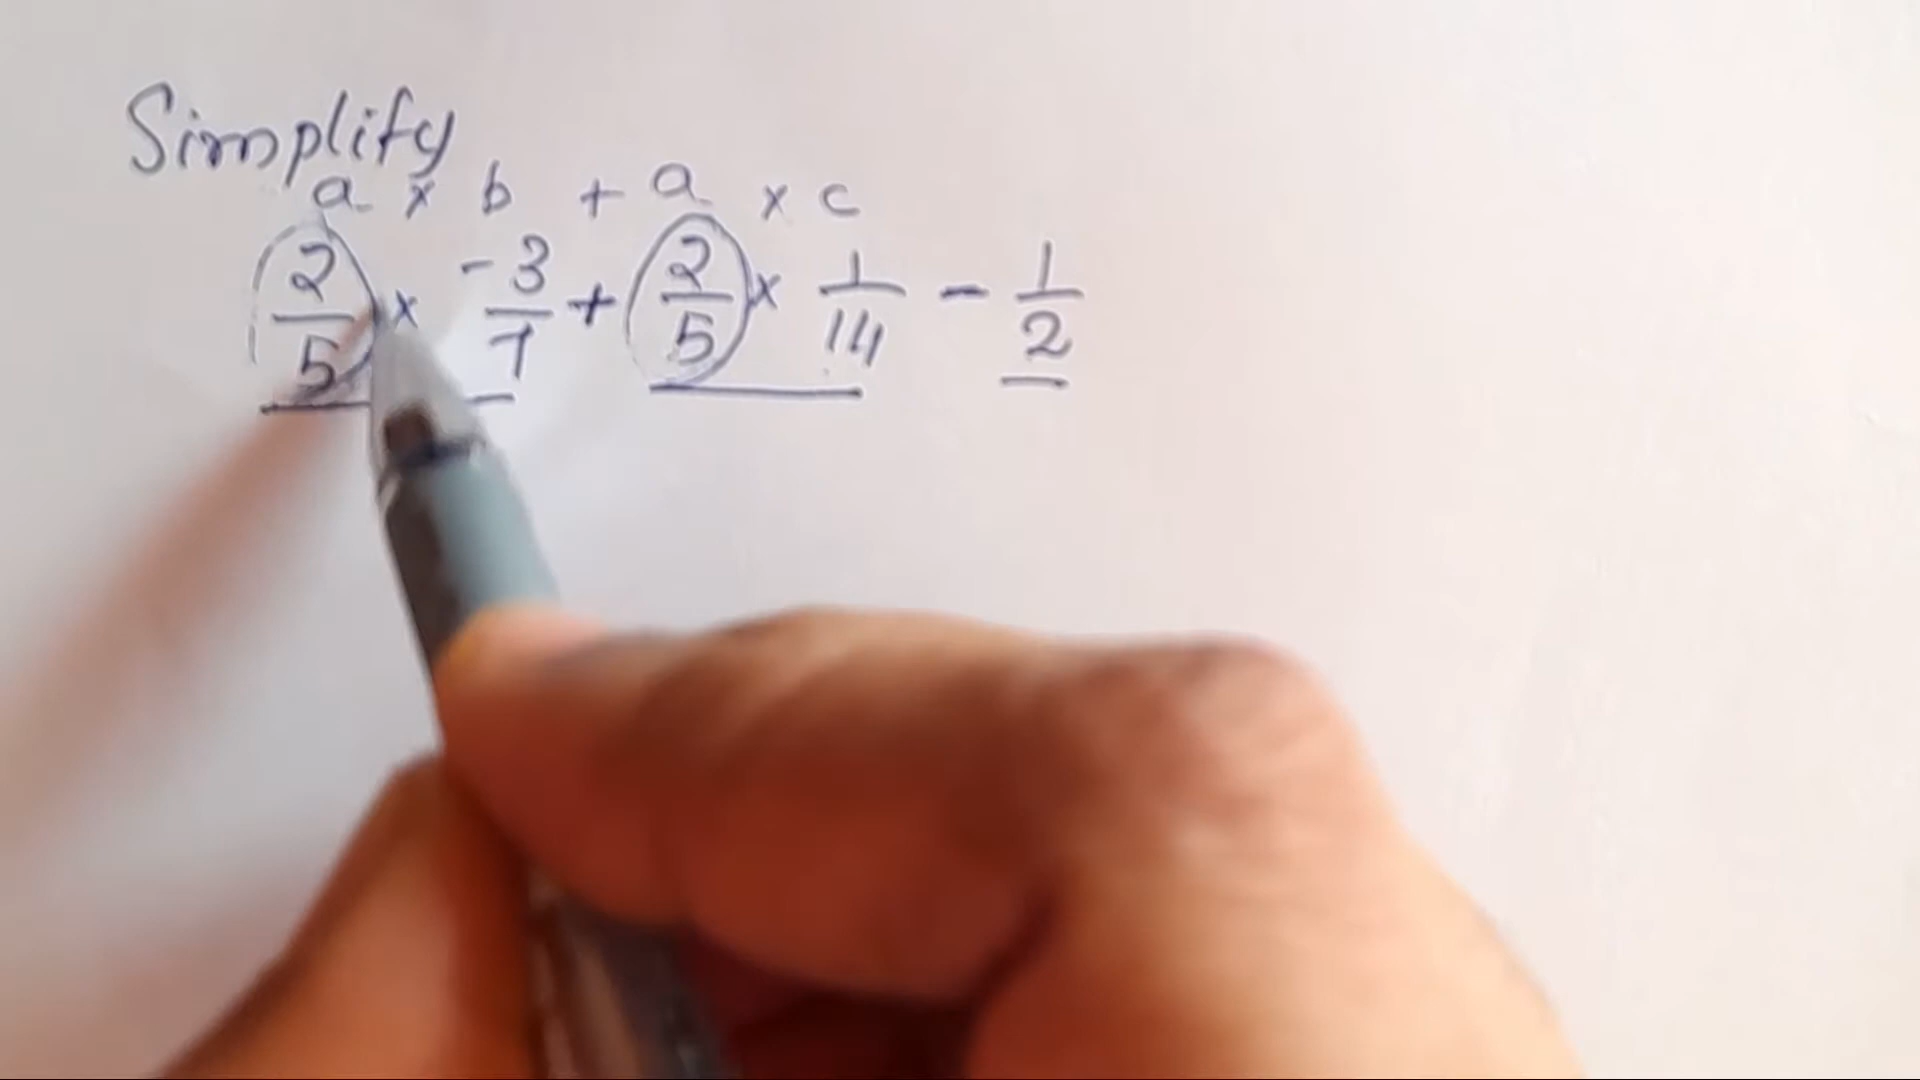 Simplify
a × b + a × c
2/5 × -3/7 + 2/5 × 1/14 - 1/2